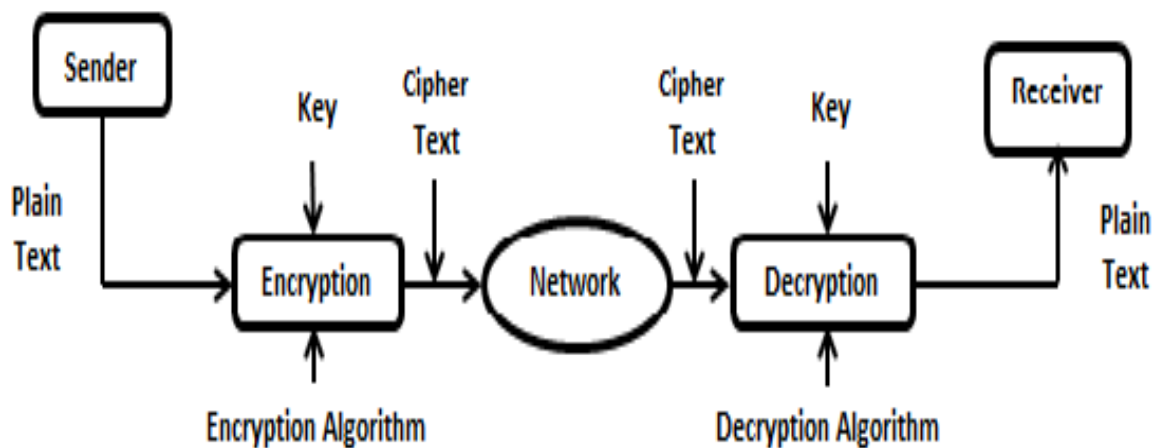 Sender
Receiver
Key
Cipher
Text
Cipher
Text
Key
Plain
Text
Plain
Text
Encryption
Network
Decryption
Encryption Algorithm
Decryption Algorithm